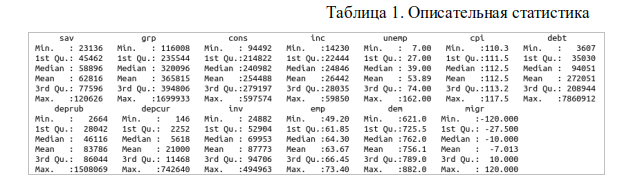 Таблица 1. Описательная статистика
sav grp cons inc unemp cpi debt
Min. : 23136 Min. : 116008 Min. : 94492 Min. :14230 Min. : 7.00 Min. :110.3 Min. : 3607
1st Qu.: 45462 1st Qu.: 235544 1st Qu.:214822 1st Qu.:22444 1st Qu.: 27.00 1st Qu.:111.5 1st Qu.: 35030
Median : 58896 Median : 320096 Median :240982 Median :24846 Median : 39.00 Median :112.5 Median : 94051
Mean : 62816 Mean : 365815 Mean :254488 Mean :26442 Mean : 53.89 Mean :112.5 Mean : 272051
3rd Qu.: 77596 3rd Qu.: 394806 3rd Qu.:279197 3rd Qu.:28035 3rd Qu.: 74.00 3rd Qu.:113.2 3rd Qu.: 208944
Max. :120626 Max. :1699933 Max. :597574 Max. :59850 Max. :162.00 Max. :117.5 Max. :7860912
deprub depcur inv emp dem migr
Min. : 2664 Min. : 146 Min. : 24882 Min. :49.20 Min. :621.0 Min. :-120.000
1st Qu.: 28042 1st Qu.: 2252 1st Qu.: 52904 1st Qu.:61.85 1st Qu.:725.5 1st Qu.: -27.500
Median : 46116 Median : 5618 Median : 69953 Median :64.30 Median :762.0 Median : -10.000
Mean : 83786 Mean : 21000 Mean : 87773 Mean :63.67 Mean :756.1 Mean : -7.013
3rd Qu.: 86044 3rd Qu.: 11468 3rd Qu.: 94706 3rd Qu.:66.45 3rd Qu.:789.0 3rd Qu.: 10.000
Max. :1508069 Max. :742640 Max. :494963 Max. :73.40 Max. :882.0 Max. : 120.000